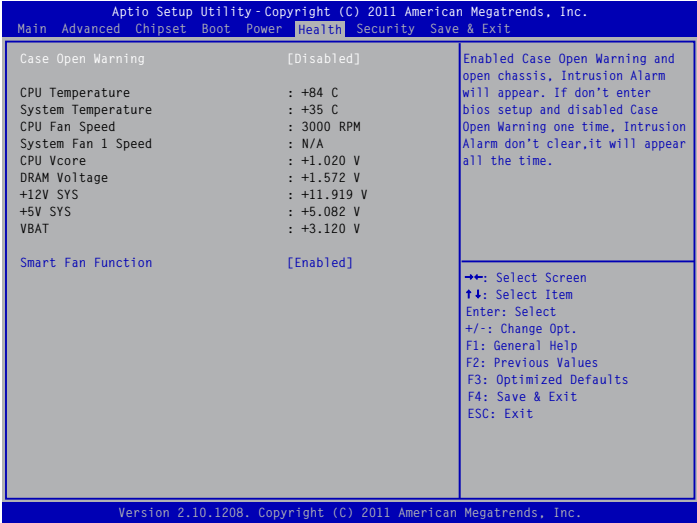 Aptio Setup Utility - Copyright (C) 2011 American Megatrends, Inc.
Main Advanced Chipset Boot Power Health Security Save & Exit
Case Open Warning [Disabled]
CPU Temperature : +84 C
System Temperature : +35 C
CPU Fan Speed : 3000 RPM
System Fan 1 Speed : N/A
CPU Vcore : +1.020 V
DRAM Voltage : +1.572 V
+12V SYS : +11.919 V
+5V SYS : +5.082 V
VBAT : +3.120 V
Smart Fan Function [Enabled]
Enabled Case Open Warning and
open chassis, Intrusion Alarm
will appear. If don't enter
bios setup and disabled Case
Open Warning one time, Intrusion
Alarm don't clear,it will appear
all the time.
→←: Select Screen
↑↓: Select Item
Enter: Select
+/-: Change Opt.
F1: General Help
F2: Previous Values
F3: Optimized Defaults
F4: Save & Exit
ESC: Exit
Version 2.10.1208. Copyright (C) 2011 American Megatrends, Inc.